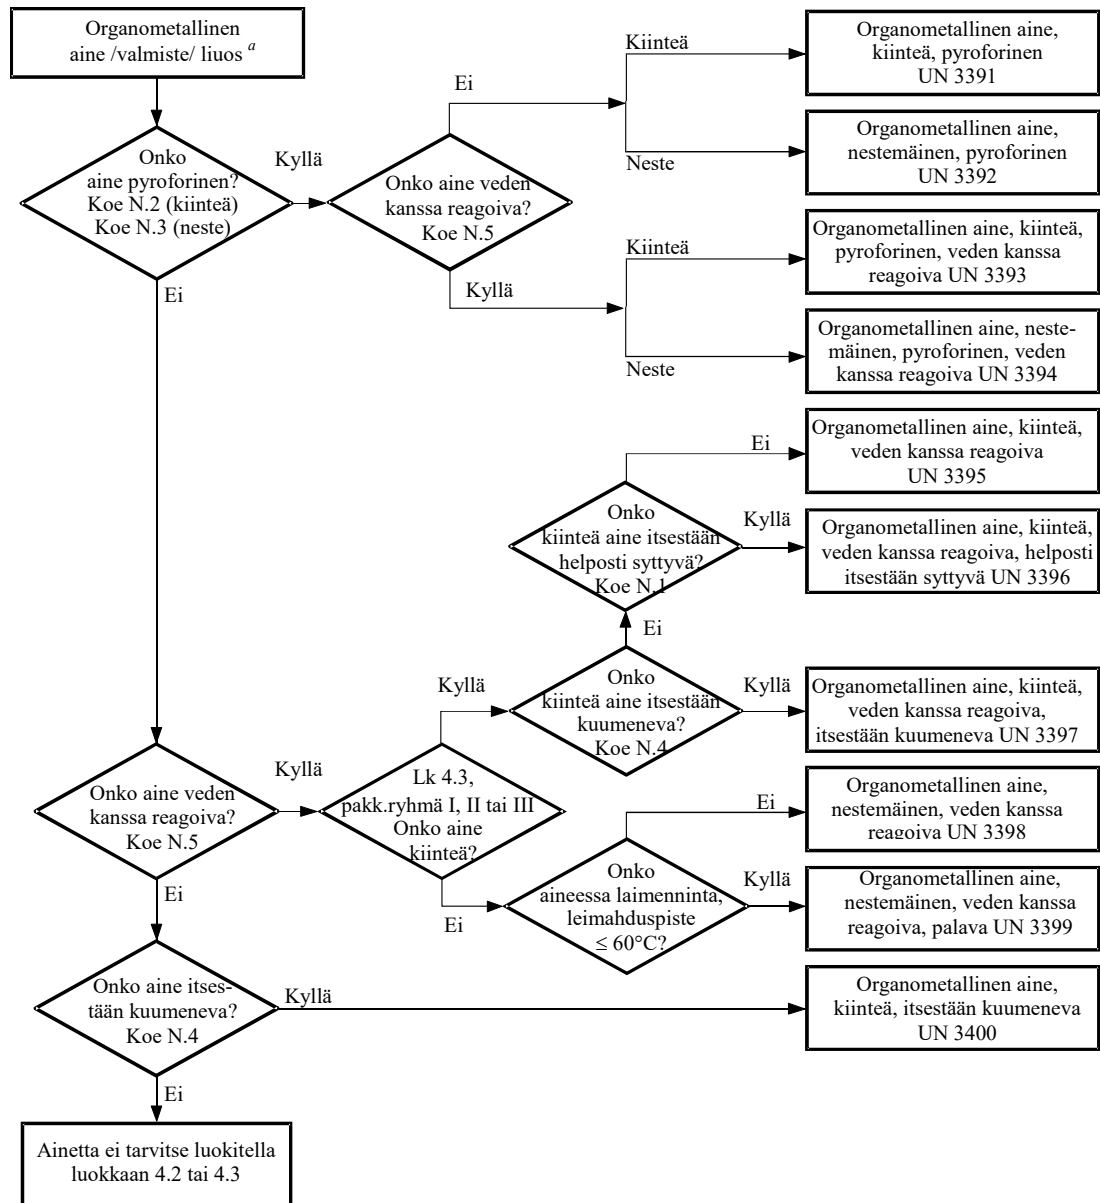 Organometallinen
aine /valmiste/ liuos a
Kiinteä
Organometallinen aine,
kiinteä, pyroforinen
UN 3391
Ei
Onko
aine pyroforinen?
Koe N.2 (kiinteä)
Koe N.3 (neste)
Kyllä
Onko aine veden
kanssa reagoiva?
Koe N.5
Neste
Organometallinen aine,
nestemäinen, pyroforinen
UN 3392
Kiinteä
Organometallinen aine, kiinteä,
pyroforinen, veden kanssa
reagoiva UN 3393
Ei
Kyllä
Neste
Organometallinen aine, neste-
mäinen, pyroforinen, veden
kanssa reagoiva UN 3394
Ei
Organometallinen aine, kiinteä,
veden kanssa reagoiva
UN 3395
Onko
kiinteä aine itsestään
helposti syttyvä?
Koe N.1
Kyllä
Organometallinen aine, kiinteä,
veden kanssa reagoiva, helposti
itsestään syttyvä UN 3396
Ei
Kyllä
Onko
kiinteä aine itsestään
kuumeneva?
Koe N.4
Kyllä
Organometallinen aine, kiinteä,
veden kanssa reagoiva,
itsestään kuumeneva UN 3397
Onko aine veden
kanssa reagoiva?
Koe N.5
Kyllä
Lk 4.3,
pakk.ryhmä I, II tai III
Onko aine
kiinteä?
Ei
Organometallinen aine,
nestemäinen, veden kanssa
reagoiva UN 3398
Ei
Ei
Onko
aineessa laimenninta,
leimahduspiste
≤ 60°C?
Kyllä
Organometallinen aine,
nestemäinen, veden kanssa
reagoiva, palava UN 3399
Onko aine itses-
tään kuumeneva?
Koe N.4
Kyllä
Organometallinen aine,
kiinteä, itsestään kuumeneva
UN 3400
Ei
Ainetta ei tarvitse luokitella
luokkaan 4.2 tai 4.3